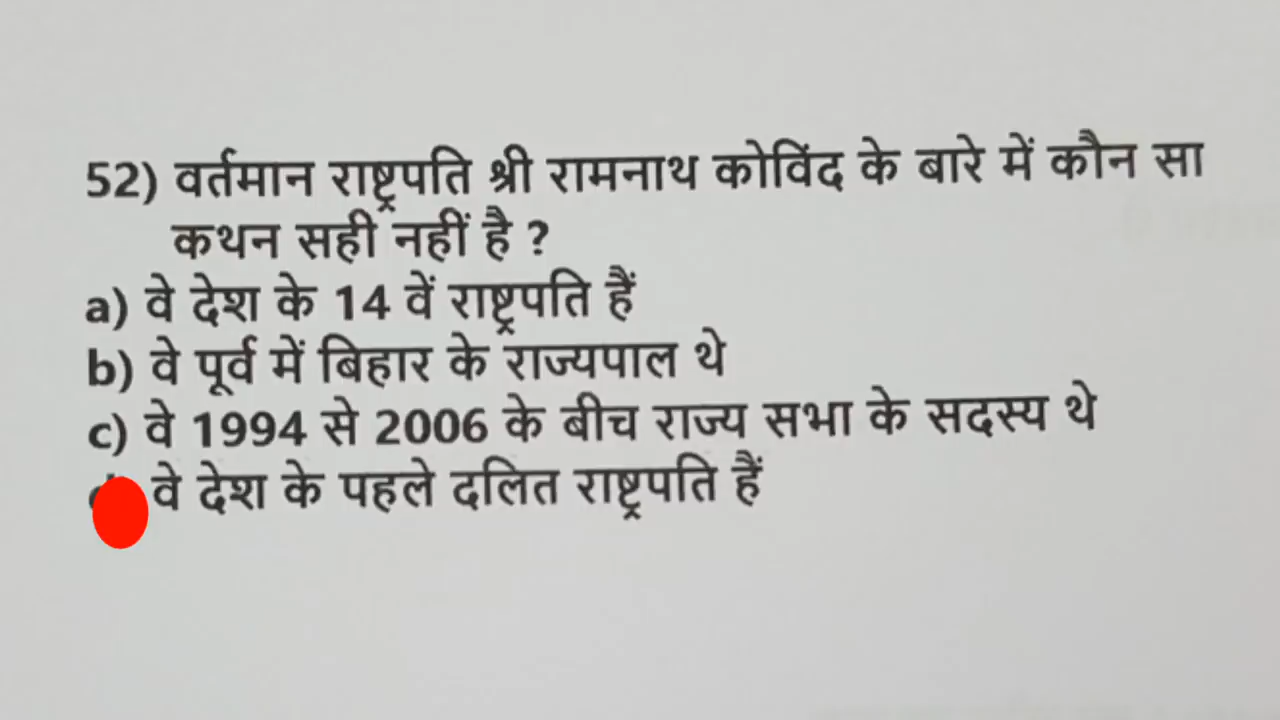 52) वर्तमान राष्ट्रपति श्री रामनाथ कोविंद के बारे में कौन सा
कथन सही नहीं है ?
a) वे देश के 14 वें राष्ट्रपति हैं
b) वे पूर्व में बिहार के राज्यपाल थे
c) वे 1994 से 2006 के बीच राज्य सभा के सदस्य थे
वे देश के पहले दलित राष्ट्रपति हैं